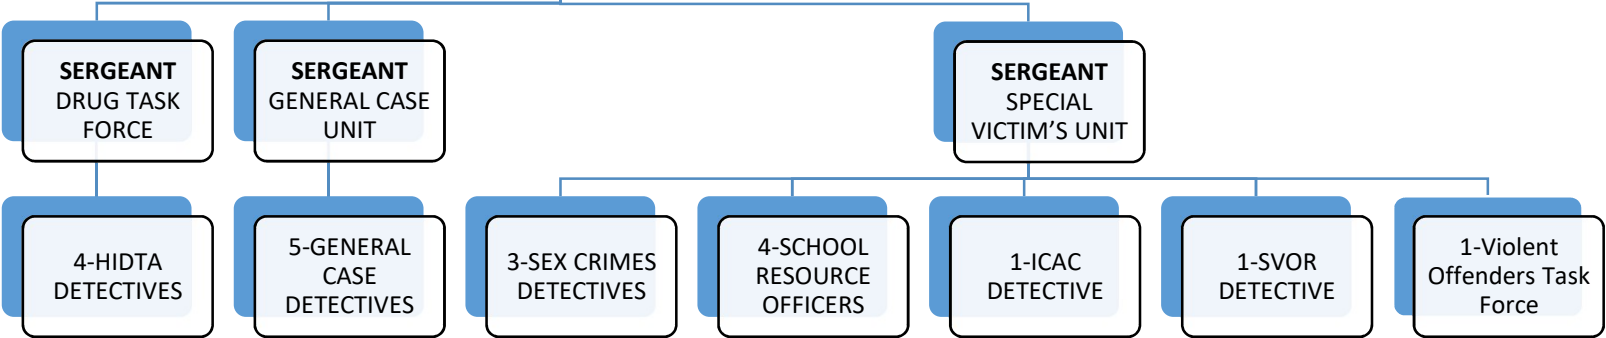 SERGEANT
DRUG TASK
FORCE
SERGEANT
GENERAL CASE
UNIT
SERGEANT
SPECIAL
VICTIM’S UNIT
4-HIDTA
DETECTIVES
5-GENERAL
CASE
DETECTIVES
3-SEX CRIMES
DETECTIVES
4-SCHOOL
RESOURCE
OFFICERS
1-ICAC
DETECTIVE
1-SVOR
DETECTIVE
1-Violent
Offenders Task
Force